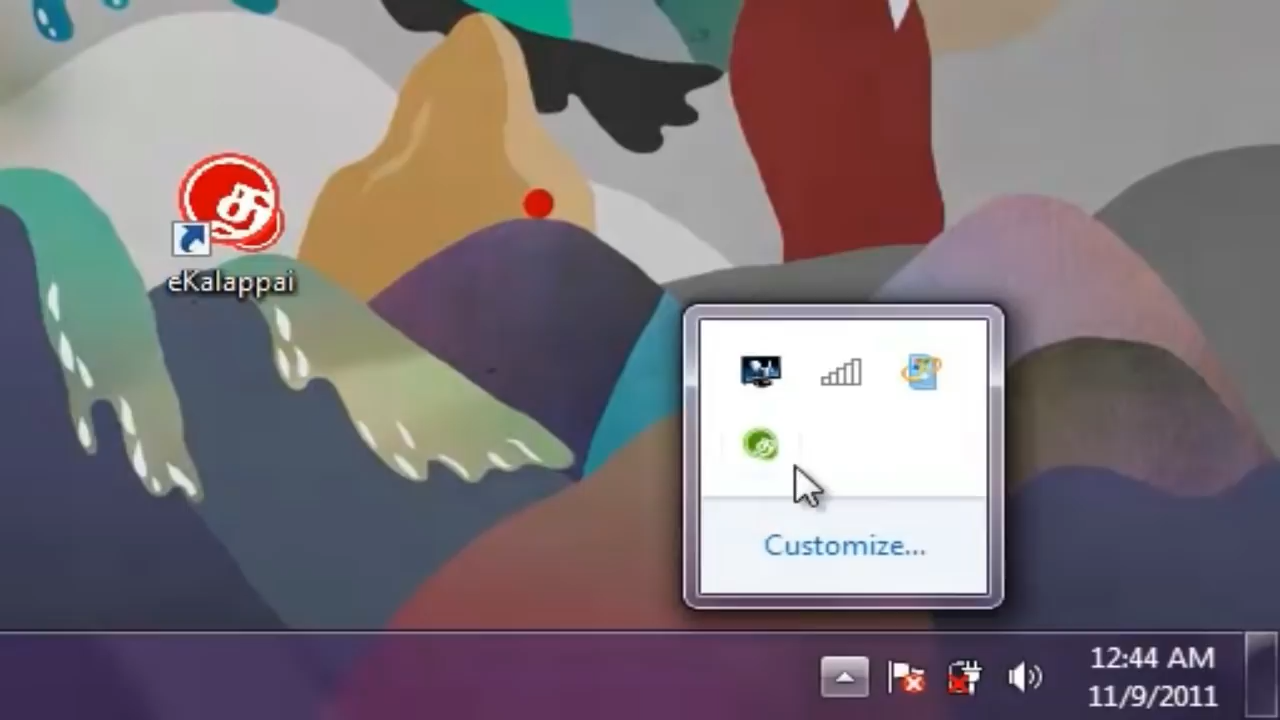 த
eKalappai
த
Customize...
12:44 AM
11/9/2011